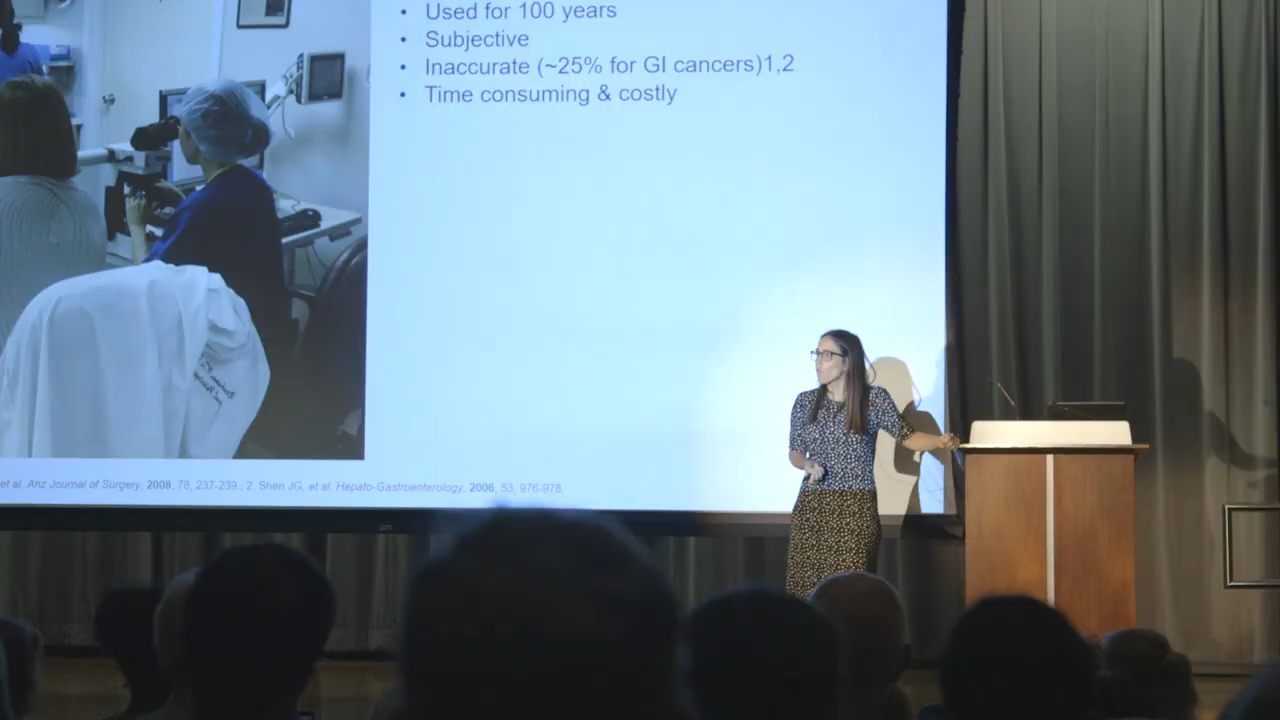 • Used for 100 years
• Subjective
• Inaccurate (~25% for GI cancers)1,2
• Time consuming & costly
et al. Anz Journal of Surgery, 2008, 78, 237-239.; 2. Shen JG, et al. Hepato-Gastroenterology, 2006, 53, 976-978.